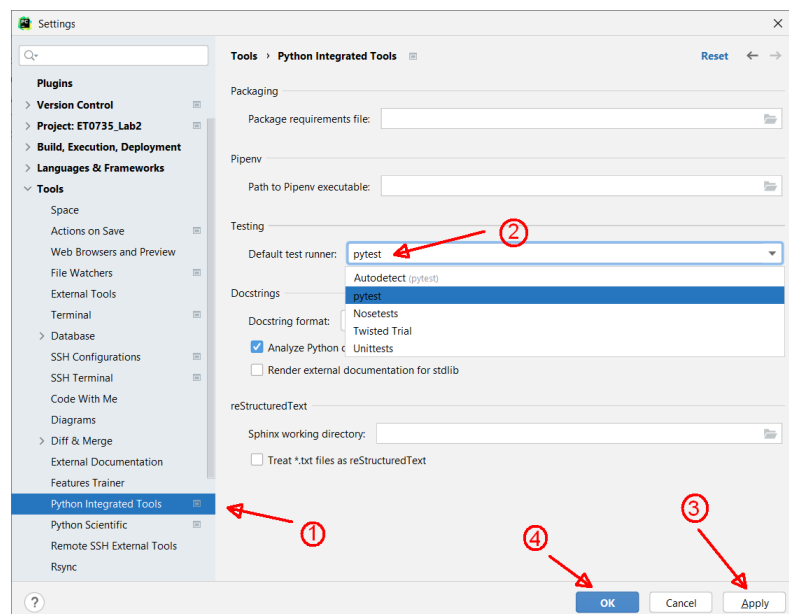 PC Settings
Tools › Python Integrated Tools
Reset
Plugins
Version Control
Project: ET0735_Lab2
Build, Execution, Deployment
Languages & Frameworks
Tools
Space
Actions on Save
Web Browsers and Preview
File Watchers
External Tools
Terminal
Database
SSH Configurations
SSH Terminal
Code With Me
Diagrams
Diff & Merge
External Documentation
Features Trainer
Python Integrated Tools
Python Scientific
Remote SSH External Tools
Rsync
?
Packaging
Package requirements file:
Pipenv
Path to Pipenv executable:
Testing
Default test runner: pytest
Autodetect (pytest)
pytest
Nosetests
Twisted Trial
Unittests
Docstrings
Docstring format:
Analyze Python
Render external documentation for stdlib
reStructuredText
Sphinx working directory:
Treat *.txt files as reStructuredText
OK
Cancel
Apply
1
2
3
4